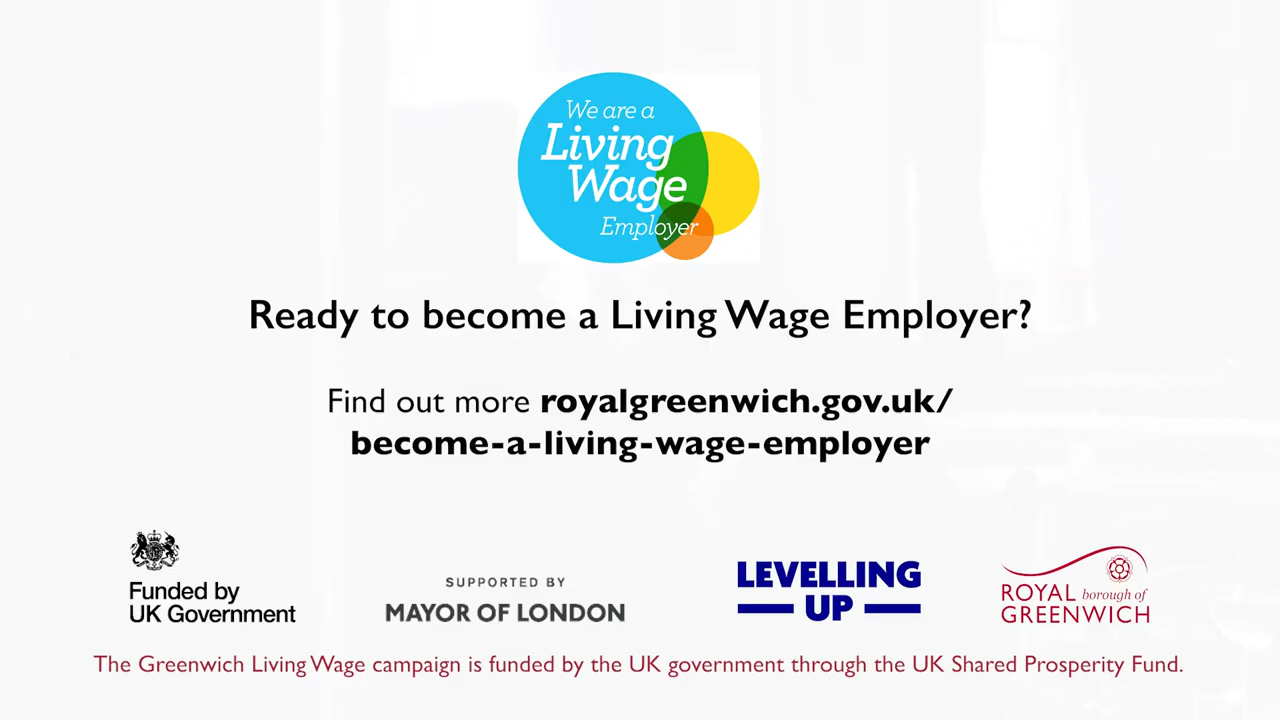 We are a
Living
Wage
Employer
Ready to become a Living Wage Employer?
Find out more royalgreenwich.gov.uk/
become-a-living-wage-employer
Funded by
UK Government
SUPPORTED BY
MAYOR OF LONDON
LEVELLING
UP
ROYAL borough of
GREENWICH
The Greenwich Living Wage campaign is funded by the UK government through the UK Shared Prosperity Fund.